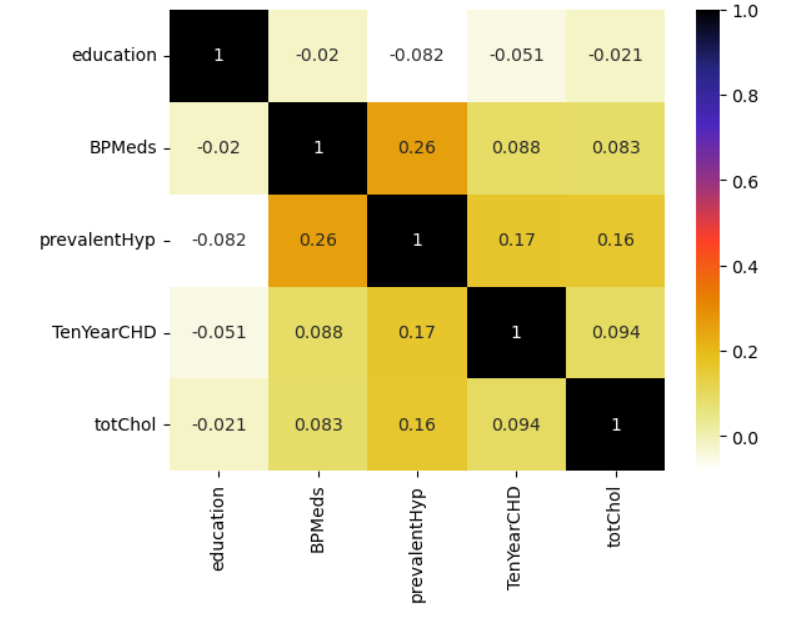 education 1 -0.02 -0.082 -0.051 -0.021
BPMeds -0.02 1 0.26 0.088 0.083
prevalentHyp -0.082 0.26 1 0.17 0.16
TenYearCHD -0.051 0.088 0.17 1 0.094
totChol -0.021 0.083 0.16 0.094 1
education BPMeds prevalentHyp TenYearCHD totChol
1.0
0.8
0.6
0.4
0.2
0.0